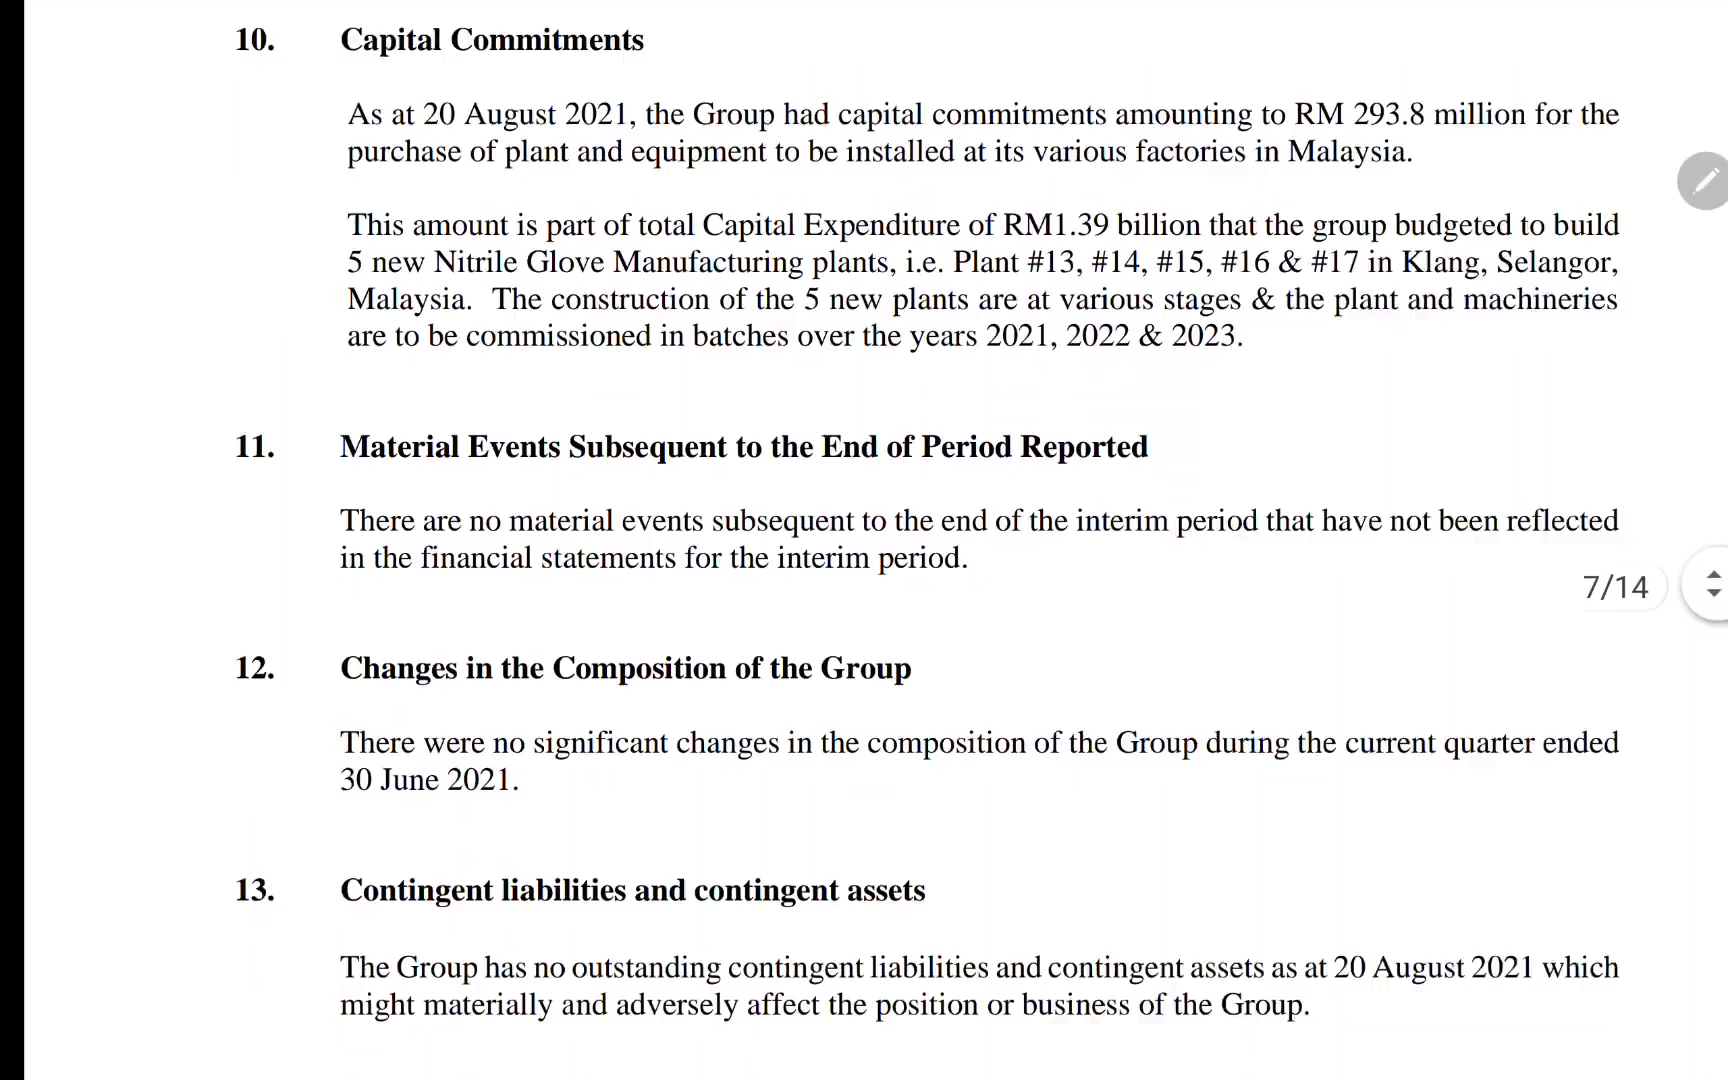 10. Capital Commitments
As at 20 August 2021, the Group had capital commitments amounting to RM 293.8 million for the
purchase of plant and equipment to be installed at its various factories in Malaysia.
This amount is part of total Capital Expenditure of RM1.39 billion that the group budgeted to build
5 new Nitrile Glove Manufacturing plants, i.e. Plant #13, #14, #15, #16 & #17 in Klang, Selangor,
Malaysia.  The construction of the 5 new plants are at various stages & the plant and machineries
are to be commissioned in batches over the years 2021, 2022 & 2023.
11. Material Events Subsequent to the End of Period Reported
There are no material events subsequent to the end of the interim period that have not been reflected
in the financial statements for the interim period.
7/14
12. Changes in the Composition of the Group
There were no significant changes in the composition of the Group during the current quarter ended
30 June 2021.
13. Contingent liabilities and contingent assets
The Group has no outstanding contingent liabilities and contingent assets as at 20 August 2021 which
might materially and adversely affect the position or business of the Group.